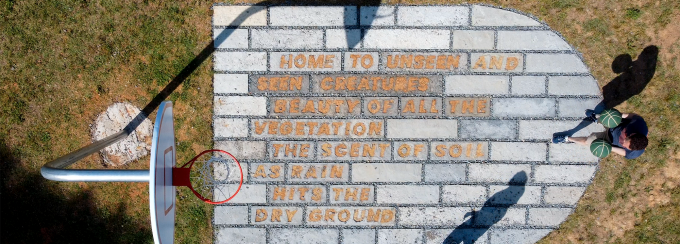 HOME TO UNSEEN AND
SEEN CREATURES
BEAUTY OF ALL THE
VEGETATION
THE SCENT OF SOIL
AS RAIN
HITS THE
DRY GROUND